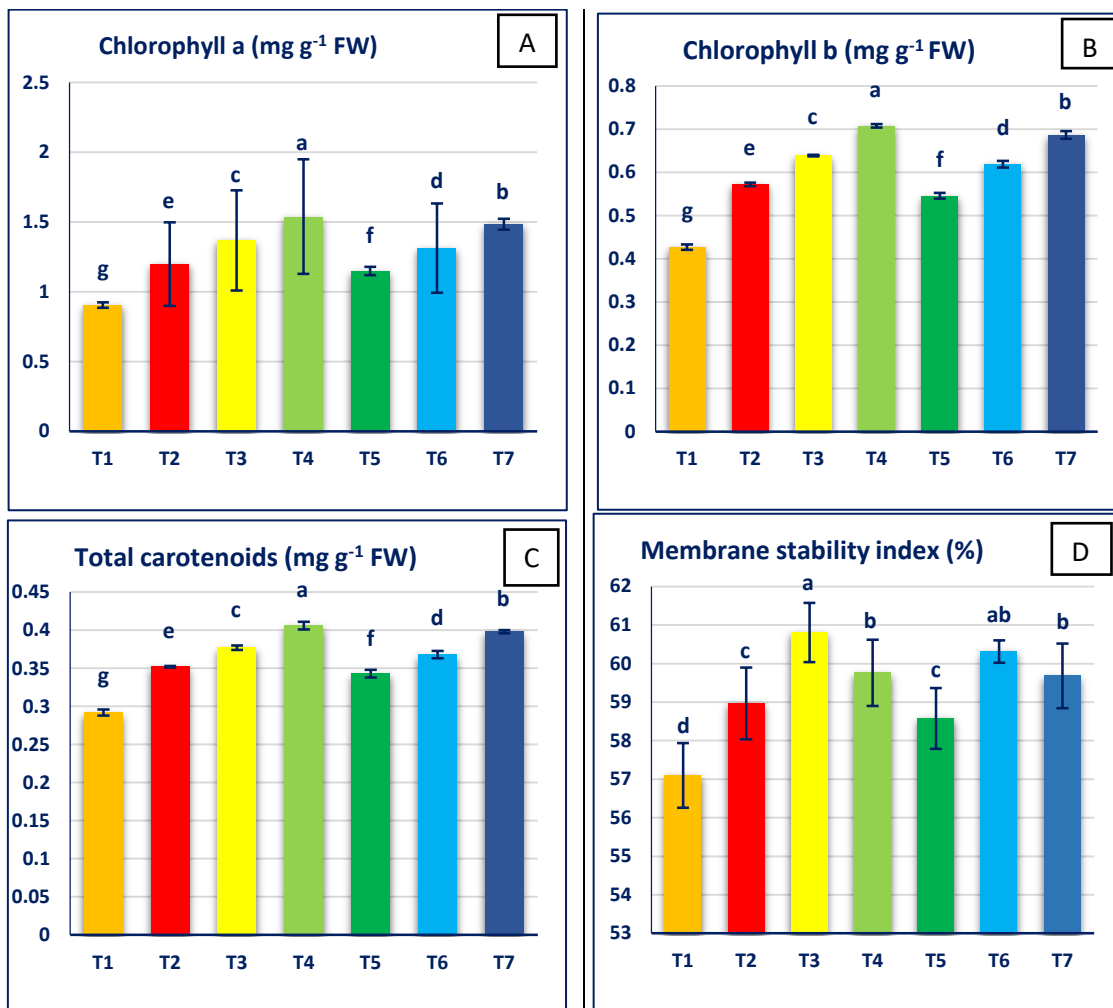 Chlorophyll a (mg g⁻¹ FW)
A
2.5
2
1.5
1
0.5
0
g
e
c
a
f
d
b
T1 T2 T3 T4 T5 T6 T7
Chlorophyll b (mg g⁻¹ FW)
B
0.8
0.7
0.6
0.5
0.4
0.3
0.2
0.1
0
g
e
c
a
f
d
b
T1 T2 T3 T4 T5 T6 T7
Total carotenoids (mg g⁻¹ FW)
C
0.45
0.4
0.35
0.3
0.25
0.2
0.15
0.1
0.05
0
g
e
c
a
f
d
b
T1 T2 T3 T4 T5 T6 T7
Membrane stability index (%)
D
62
61
60
59
58
57
56
55
54
53
d
c
a
b
c
ab
b
T1 T2 T3 T4 T5 T6 T7